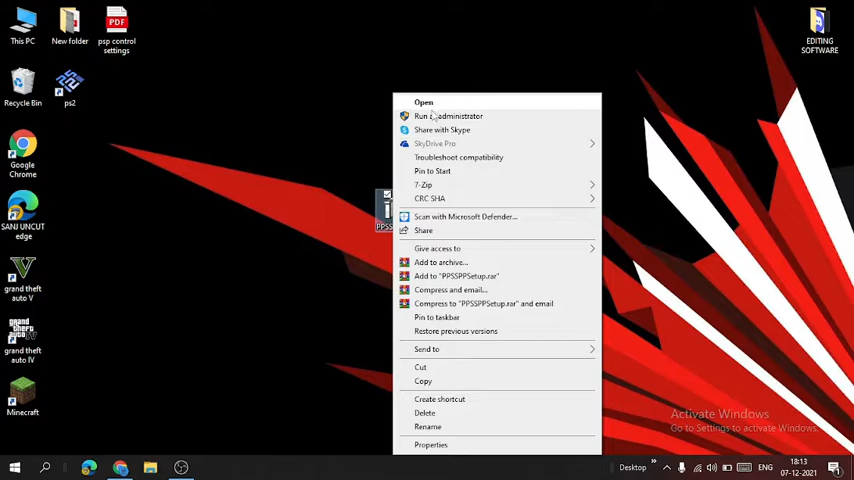 This PC
New folder
PDF
psp control
settings
EDITING
SOFTWARE
Recycle Bin
ps2
Google
Chrome
SANJ UNCUT
edge
grand theft
auto V
grand theft
auto IV
Minecraft
Open
Run administrator
Share with Skype
SkyDrive Pro
Troubleshoot compatibility
Pin to Start
7-Zip
CRC SHA
Scan with Microsoft Defender...
Share
Give access to
Add to archive...
Add to "PPSSPPSetup.rar"
Compress and email...
Compress to "PPSSPPSetup.rar" and email
Pin to taskbar
Restore previous versions
Send to
Cut
Copy
Create shortcut
Delete
Rename
Properties
Activate Windows
Go to Settings to activate Windows.
Desktop
ENG
18:13
07-12-2021